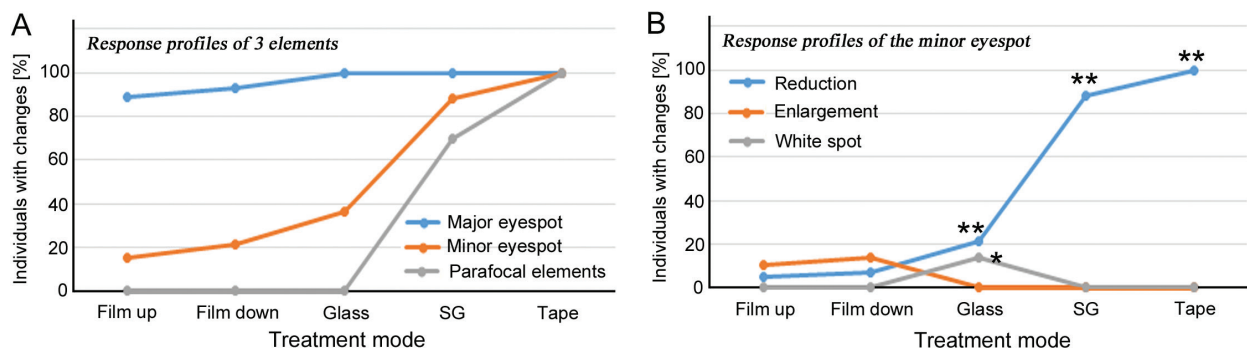 A
Response profiles of 3 elements
Individuals with changes [%]
100
80
60
40
20
0
Major eyespot
Minor eyespot
Parafocal elements
Film up
Film down
Glass
SG
Tape
Treatment mode
B
Response profiles of the minor eyespot
Individuals with changes [%]
100
80
60
40
20
0
Reduction
Enlargement
White spot
**
*
**
**
Film up
Film down
Glass
SG
Tape
Treatment mode